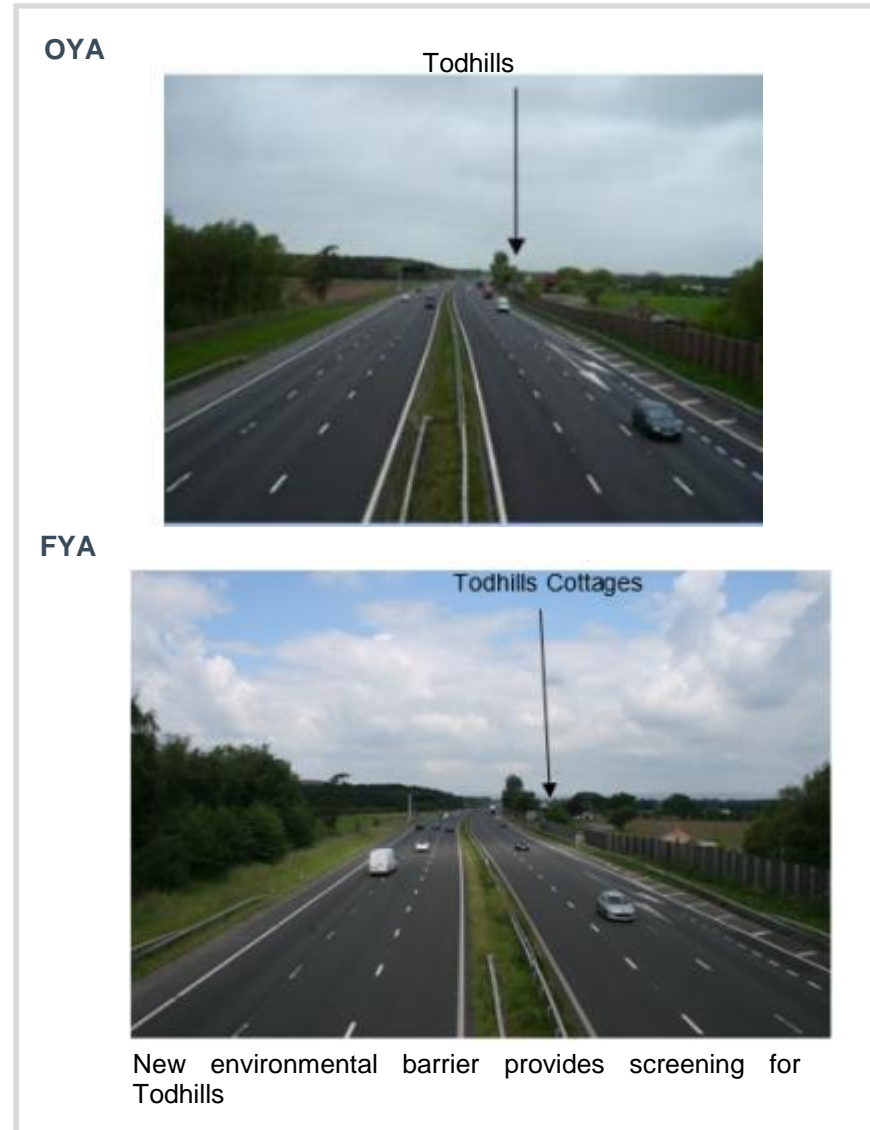 OYA
Todhills
FYA
Todhills Cottages
New environmental barrier provides screening for
Todhills